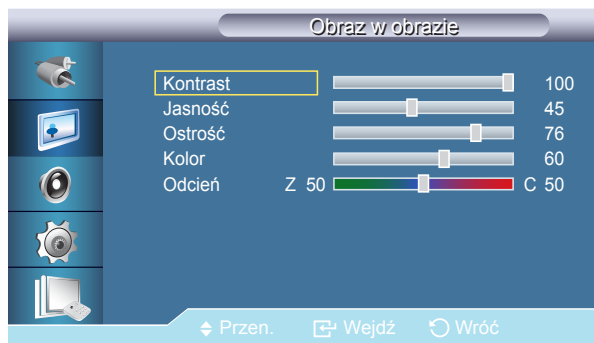 Obraz w obrazie
Kontrast 100
Jasność 45
Ostrość 76
Kolor 60
Odcień Z 50 C 50
Przen. Wejdź Wróć